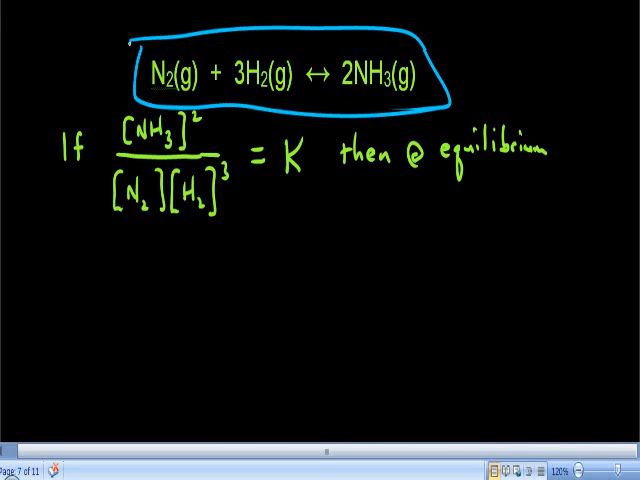 N2(g) + 3H2(g) ↔ 2NH3(g)
If [NH₃]² / [N₂][H₂]³ = K then @ equilibrium
Page: 7 of 11 120%